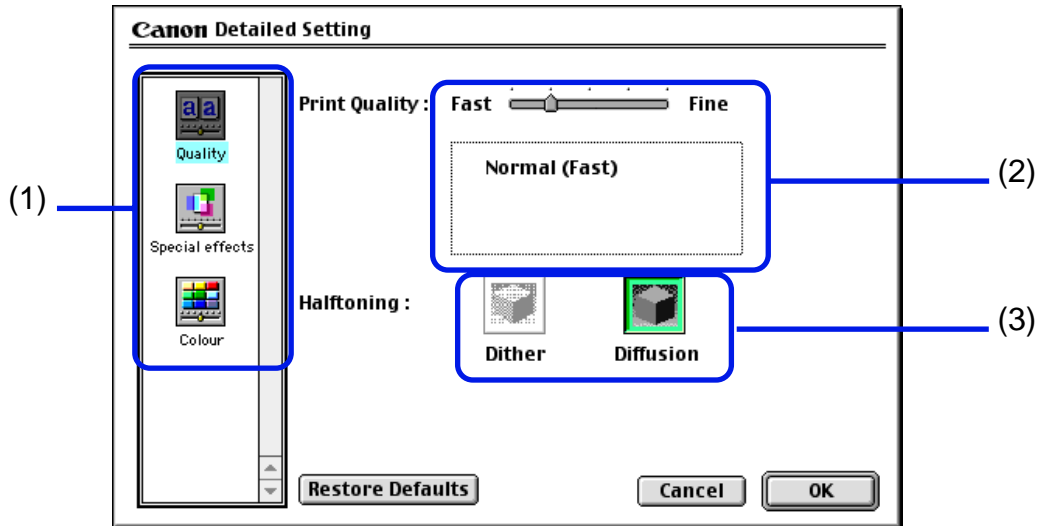 Canon Detailed Setting
Print Quality : Fast Fine
aa
Quality
Normal (Fast)
(2)
(1)
Special effects
Halftoning :
(3)
Colour
Dither Diffusion
Restore Defaults Cancel OK